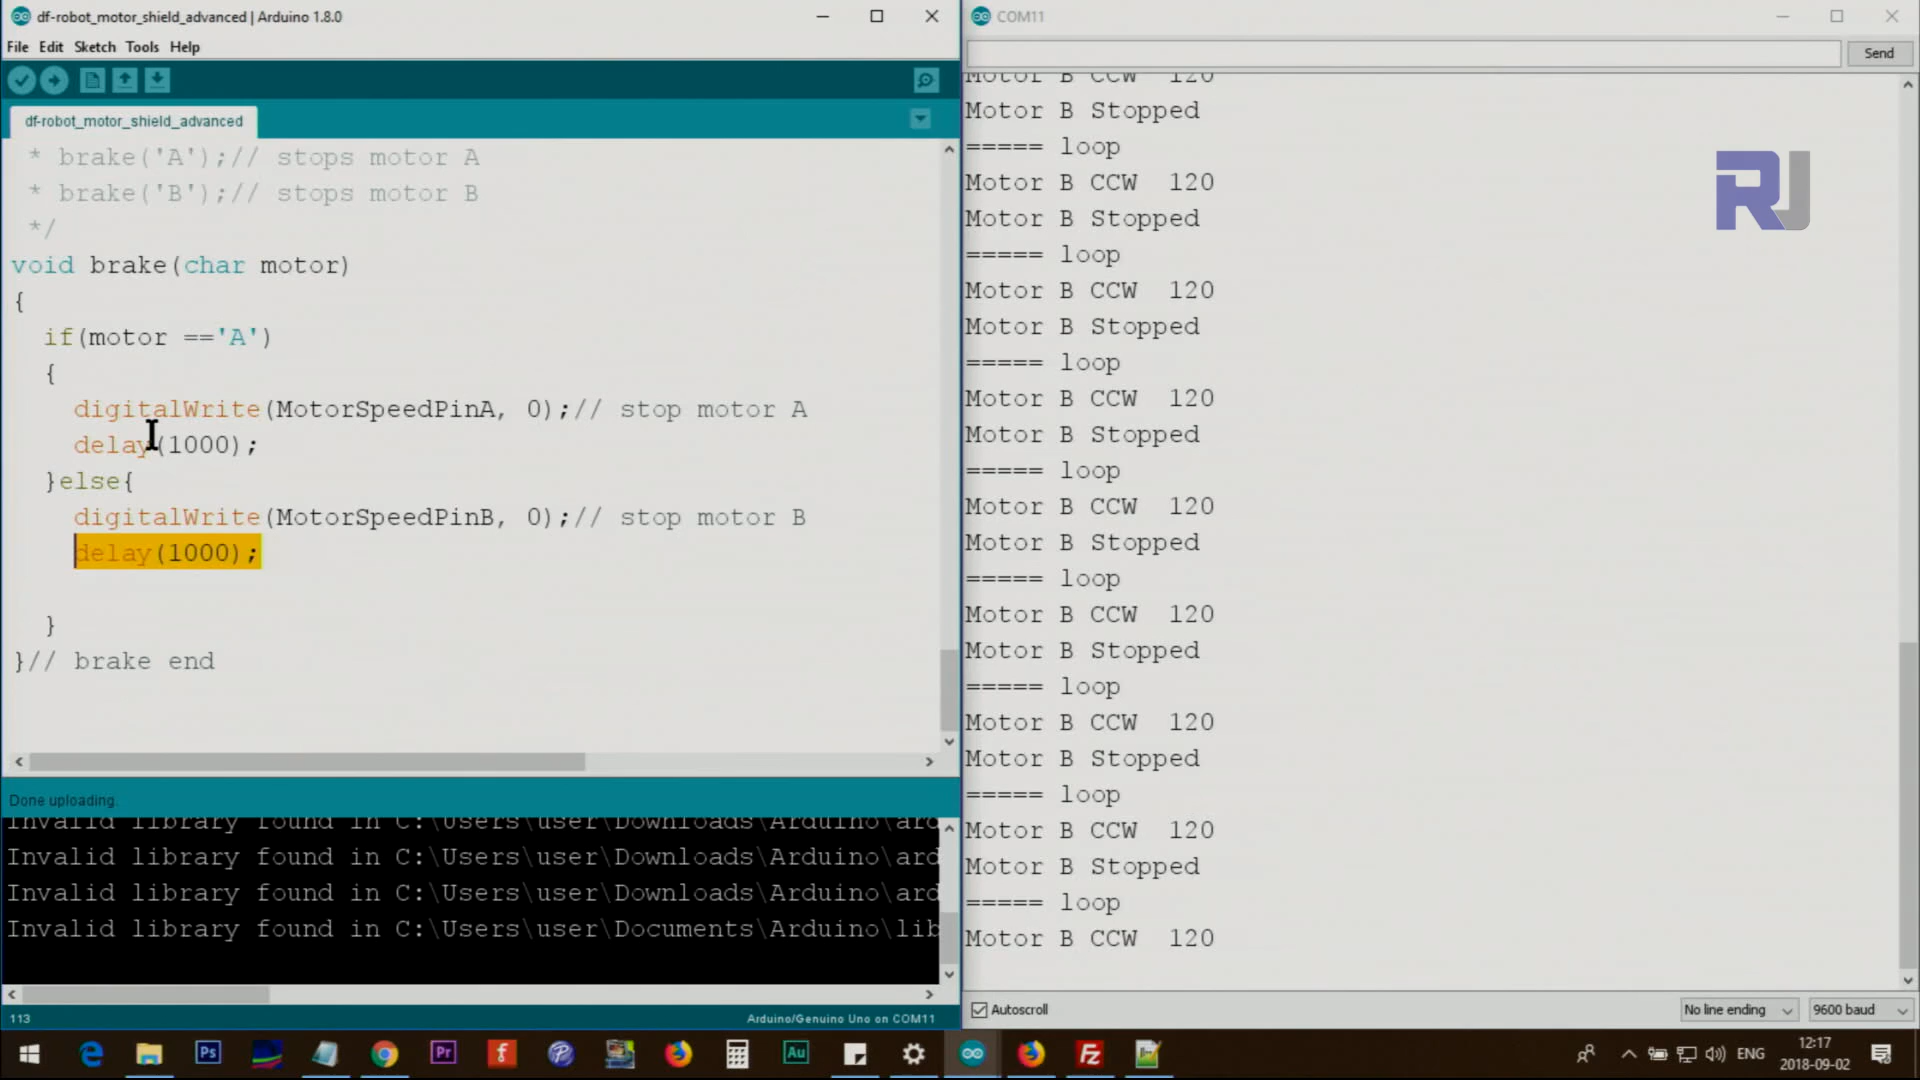 df-robot_motor_shield_advanced | Arduino 1.8.0
File Edit Sketch Tools Help
df-robot_motor_shield_advanced
* brake('A');// stops motor A
* brake('B');// stops motor B
*/
void brake(char motor)
{
if(motor =='A')
{
digitalWrite(MotorSpeedPinA, 0);// stop motor A
delay(1000);
}else{
digitalWrite(MotorSpeedPinB, 0);// stop motor B
delay(1000);
}
}// brake end
Done uploading.
Invalid library found in C:\Users\user\Downloads\Arduino\ard
Invalid library found in C:\Users\user\Downloads\Arduino\ard
Invalid library found in C:\Users\user\Downloads\Arduino\ard
Invalid library found in C:\Users\user\Documents\Arduino\lib
113
Arduino/Genuino Uno on COM11
COM11
Send
Motor B CCW 120
Motor B Stopped
===== loop
Motor B CCW 120
Motor B Stopped
===== loop
Motor B CCW 120
Motor B Stopped
===== loop
Motor B CCW 120
Motor B Stopped
===== loop
Motor B CCW 120
Motor B Stopped
===== loop
Motor B CCW 120
Motor B Stopped
===== loop
Motor B CCW 120
Motor B Stopped
===== loop
Motor B CCW 120
Motor B Stopped
===== loop
Motor B CCW 120
Autoscroll
No line ending
9600 baud
RJ
Ps
Pr
f
P
Au
Fz
ENG
12:17
2018-09-02